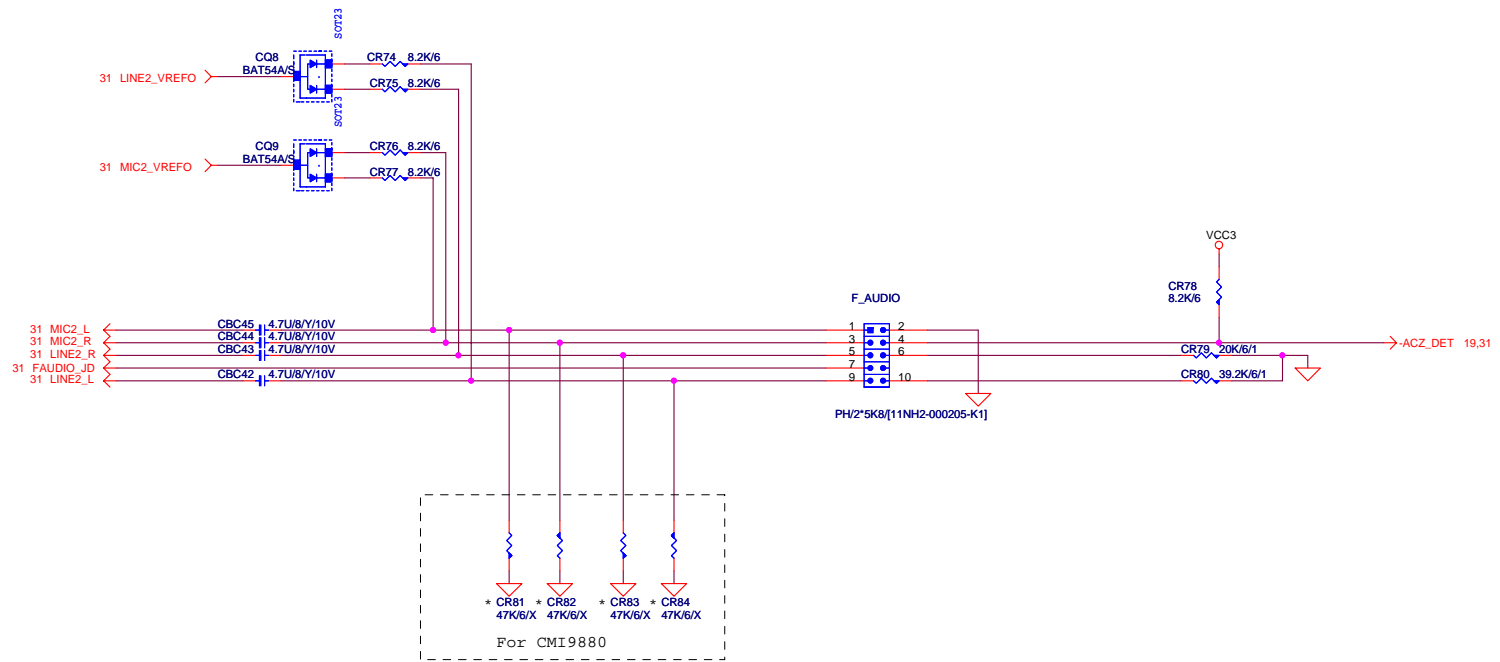 SOT23
CQ8
BAT54A/S
31 LINE2_VREFO
CR74 8.2K/6
CR75 8.2K/6
SOT23
CQ9
BAT54A/S
31 MIC2_VREFO
CR76 8.2K/6
CR77 8.2K/6
VCC3
CR78
8.2K/6
F_AUDIO
31 MIC2_L
31 MIC2_R
31 LINE2_R
31 FAUDIO_JD
31 LINE2_L
CBC45 4.7U/8/Y/10V
CBC44 4.7U/8/Y/10V
CBC43 4.7U/8/Y/10V
CBC42 4.7U/8/Y/10V
1 2
3 4
5 6
7
9 10
-ACZ_DET 19,31
CR79 20K/6/1
CR80 39.2K/6/1
PH/2*5K8/[11NH2-000205-K1]
* CR81
47K/6/X
* CR82
47K/6/X
* CR83
47K/6/X
* CR84
47K/6/X
For CMI9880